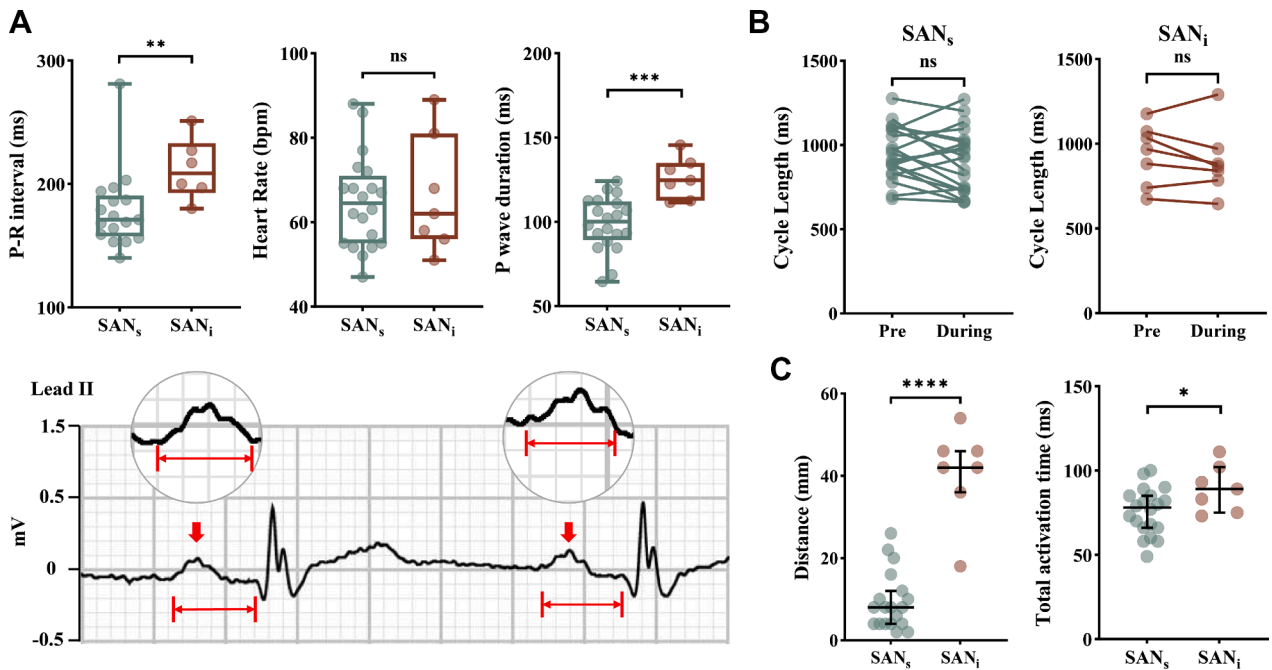 A
P-R interval (ms)
300
200
100
**
SANs
SANi
Heart Rate (bpm)
100
80
60
40
ns
SANs
SANi
P wave duration (ms)
200
150
100
50
***
SANs
SANi
B
SANs
ns
Cycle Length (ms)
1500
1000
500
0
Pre
During
SANi
ns
Cycle Length (ms)
1500
1000
500
0
Pre
During
Lead II
mV
1.5
0.5
0
-0.5
C
Distance (mm)
60
40
20
0
****
SANs
SANi
Total activation time (ms)
150
100
50
0
*
SANs
SANi